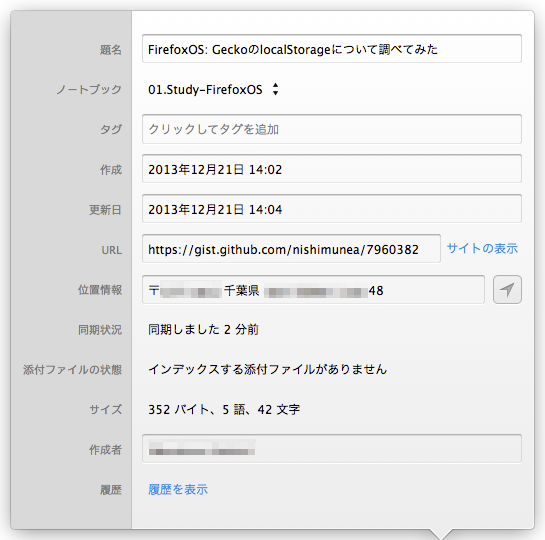 題名 FirefoxOS: GeckoのlocalStorageについて調べてみた
ノートブック 01.Study-FirefoxOS
タグ クリックしてタグを追加
作成 2013年12月21日 14:02
更新日 2013年12月21日 14:04
URL https://gist.github.com/nishimunea/7960382 サイトの表示
位置情報 〒 千葉県 48
同期状況 同期しました 2 分前
添付ファイルの状態 インデックスする添付ファイルがありません
サイズ 352 バイト、5 語、42 文字
作成者
履歴 履歴を表示